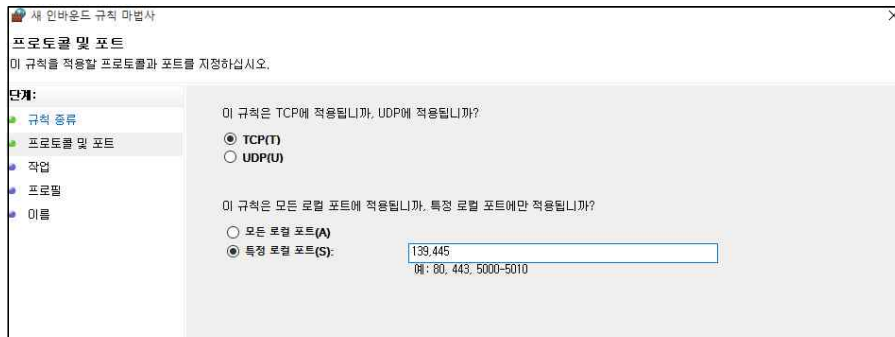 새 인바운드 규칙 마법사
프로토콜 및 포트
이 규칙을 적용할 프로토콜과 포트를 지정하십시오.
단계:
규칙 종류
프로토콜 및 포트
작업
프로필
이름
이 규칙은 TCP에 적용됩니까, UDP에 적용됩니까?
TCP(T)
UDP(U)
이 규칙은 모든 로컬 포트에 적용됩니까, 특정 로컬 포트에만 적용됩니까?
모든 로컬 포트(A)
특정 로컬 포트(S): 139,445
예: 80, 443, 5000-5010